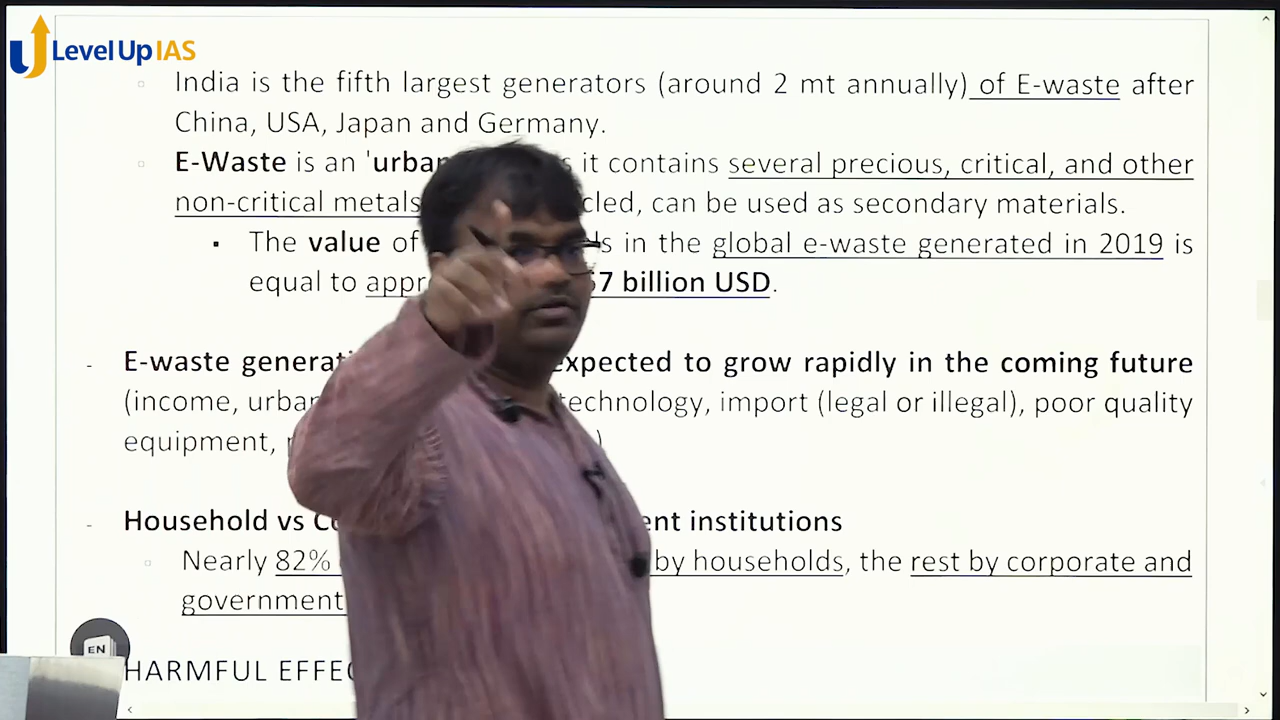 Level Up IAS
India is the fifth largest generators (around 2 mt annually) of E-waste after
China, USA, Japan and Germany.
E-Waste is an 'urba s it contains several precious, critical, and other
non-critical metals cled, can be used as secondary materials.
The value of s in the global e-waste generated in 2019 is
equal to appr 57 billion USD.
- E-waste generati expected to grow rapidly in the coming future
(income, urba technology, import (legal or illegal), poor quality
equipment, )
- Household vs C ent institutions
Nearly 82% by households, the rest by corporate and
government
EN
HARMFUL EFFE